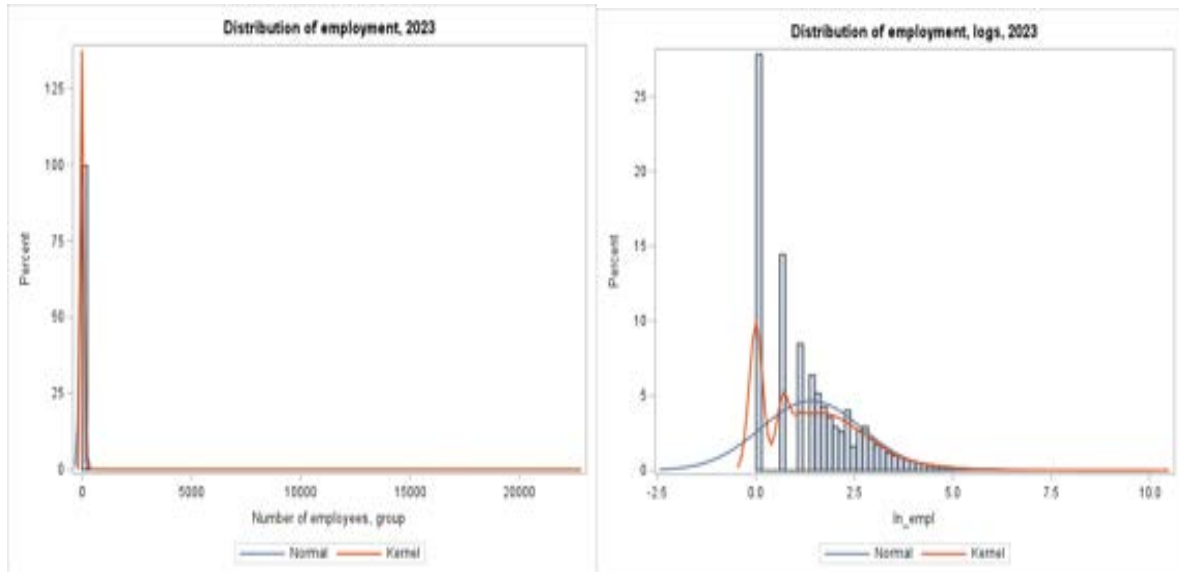 Distribution of employment, 2023
Percent
125
100
75
50
25
0
0 5000 10000 15000 20000
Number of employees, group
Normal Kernel
Distribution of employment, logs, 2023
Percent
25
20
15
10
5
0
-2.5 0.0 2.5 5.0 7.5 10.0
ln_empl
Normal Kernel